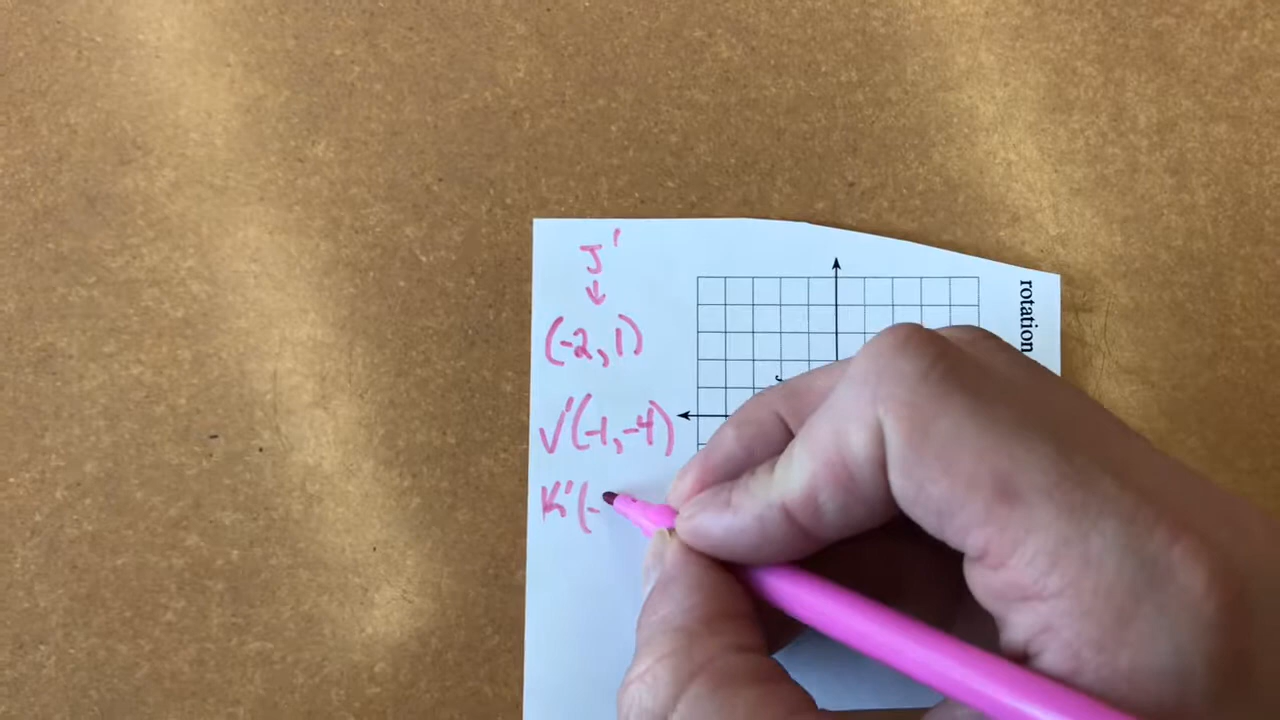 J'
↓
(-2,1)
V'(-1,-4)
K'(-
rotation